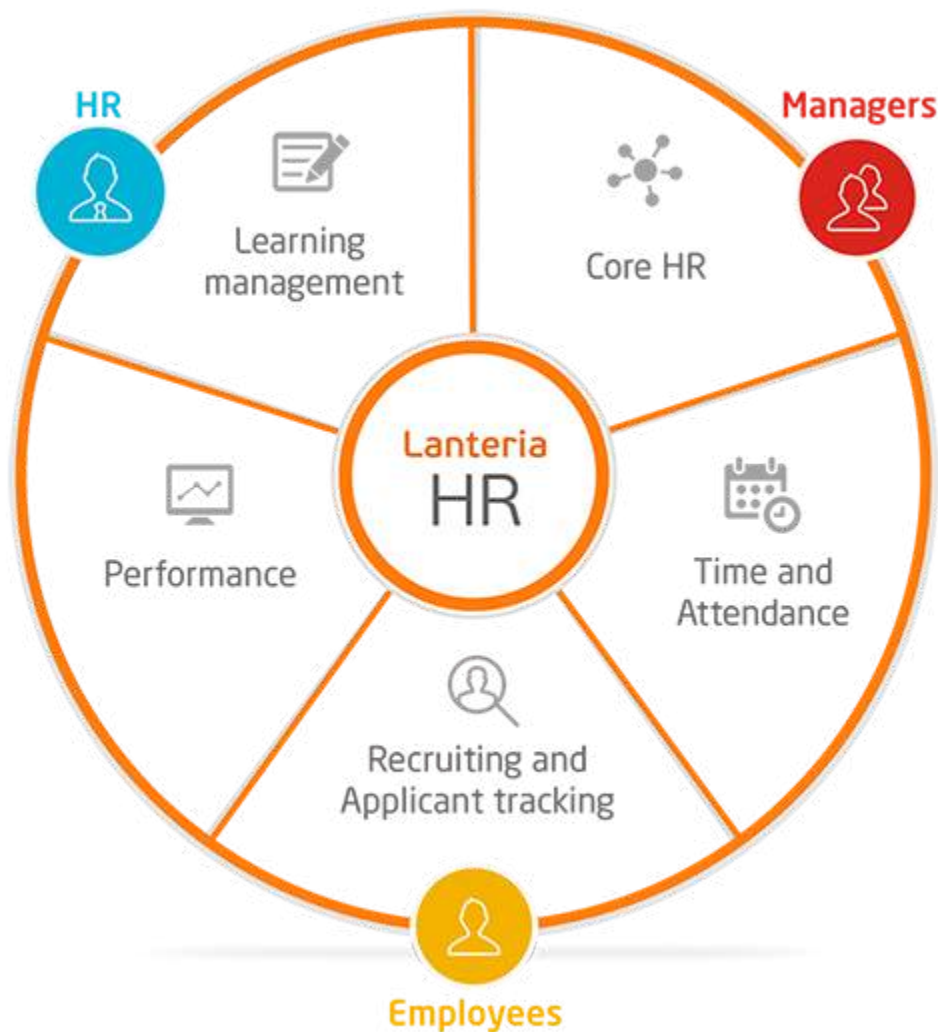 HR
Managers
Learning
management
Core HR
Lanteria
HR
Performance
Time and
Attendance
Recruiting and
Applicant tracking
Employees